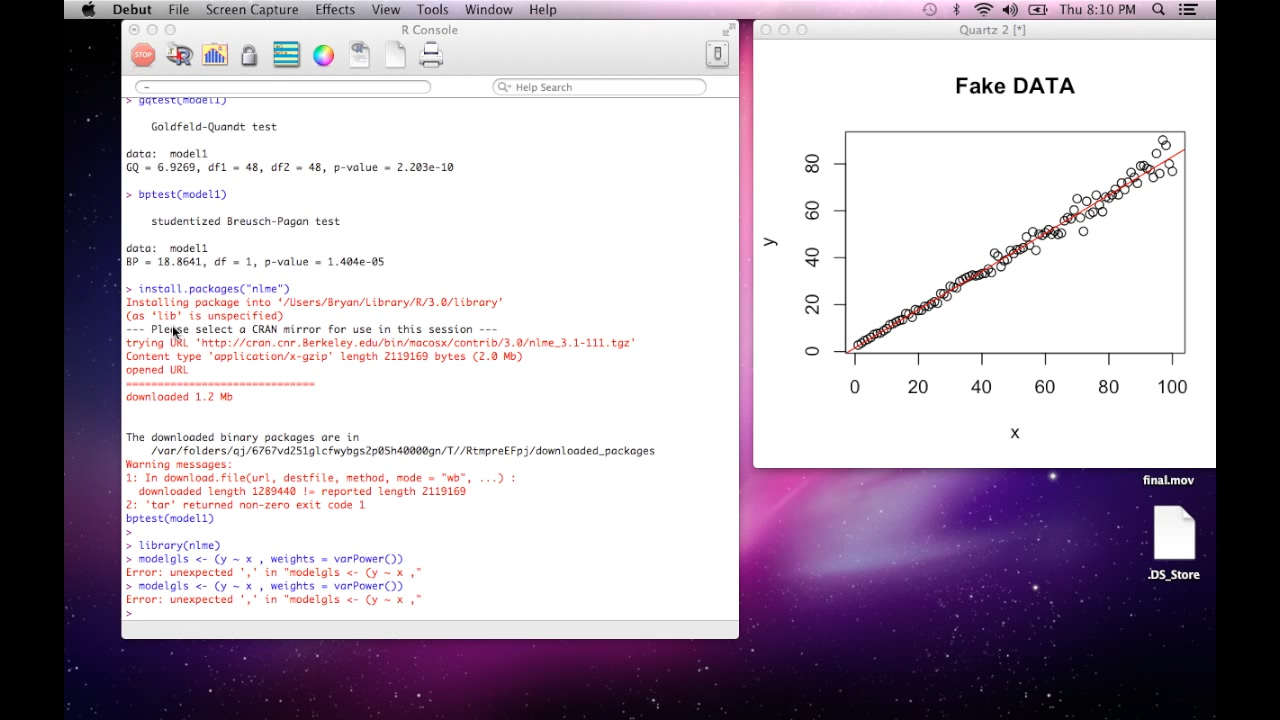 Debut File Screen Capture Effects View Tools Window Help Thu 8:10 PM
R Console
STOP
~
Help Search
> gqtest(model1)
Goldfeld-Quandt test
data: model1
GQ = 6.9269, df1 = 48, df2 = 48, p-value = 2.203e-10
> bptest(model1)
studentized Breusch-Pagan test
data: model1
BP = 18.8641, df = 1, p-value = 1.404e-05
> install.packages("nlme")
Installing package into ‘/Users/Bryan/Library/R/3.0/library’
(as ‘lib’ is unspecified)
--- Please select a CRAN mirror for use in this session ---
trying URL 'http://cran.cnr.Berkeley.edu/bin/macosx/contrib/3.0/nlme_3.1-111.tgz'
Content type 'application/x-gzip' length 2119169 bytes (2.0 Mb)
opened URL
==============================
downloaded 1.2 Mb
The downloaded binary packages are in
/var/folders/qj/6767vd251glcfwybgs2p05h40000gn/T//RtmpreEFpj/downloaded_packages
Warning messages:
1: In download.file(url, destfile, method, mode = "wb", ...) :
downloaded length 1289440 != reported length 2119169
2: 'tar' returned non-zero exit code 1
bptest(model1)
>
> library(nlme)
> modelgls <- (y ~ x , weights = varPower())
Error: unexpected ',' in "modelgls <- (y ~ x ,"
> modelgls <- (y ~ x , weights = varPower())
Error: unexpected ',' in "modelgls <- (y ~ x ,"
>
Quartz 2 [*]
Fake DATA
80
60
40
20
0
y
0 20 40 60 80 100
x
final.mov
.DS_Store